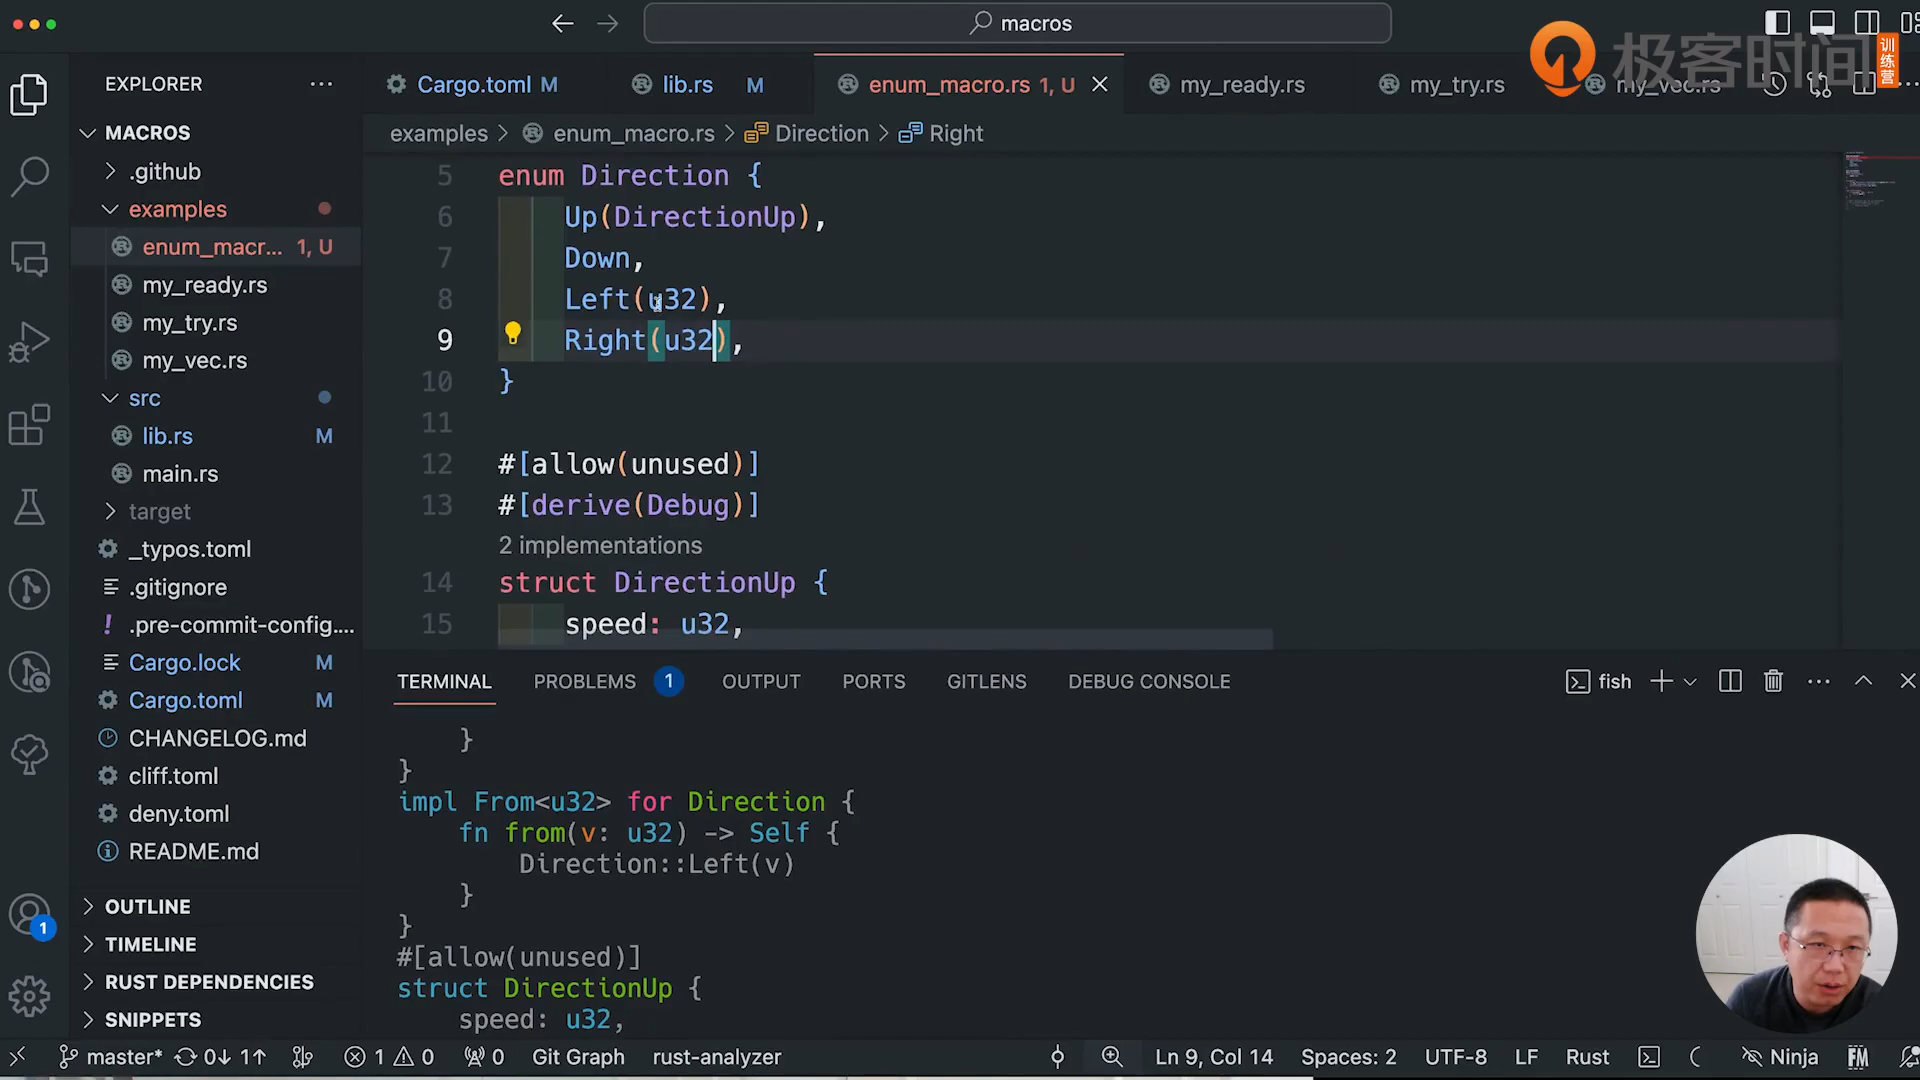 macros
极客时间 训练营
EXPLORER
MACROS
.github
examples
enum_macr... 1, U
my_ready.rs
my_try.rs
my_vec.rs
src
lib.rs M
main.rs
target
_typos.toml
.gitignore
.pre-commit-config....
Cargo.lock M
Cargo.toml M
CHANGELOG.md
cliff.toml
deny.toml
README.md
OUTLINE
TIMELINE
RUST DEPENDENCIES
SNIPPETS
1
Cargo.toml M lib.rs M enum_macro.rs 1, U my_ready.rs my_try.rs my_vec.rs
examples > enum_macro.rs > Direction > Right
5 enum Direction {
6 Up(DirectionUp),
7 Down,
8 Left(u32),
9 Right(u32),
10 }
11
12 #[allow(unused)]
13 #[derive(Debug)]
2 implementations
14 struct DirectionUp {
15 speed: u32,
TERMINAL PROBLEMS 1 OUTPUT PORTS GITLENS DEBUG CONSOLE fish
}
}
impl From<u32> for Direction {
fn from(v: u32) -> Self {
Direction::Left(v)
}
}
#[allow(unused)]
struct DirectionUp {
speed: u32,
master* 0↓ 1↑ 1 0 0 Git Graph rust-analyzer Ln 9, Col 14 Spaces: 2 UTF-8 LF Rust Ninja